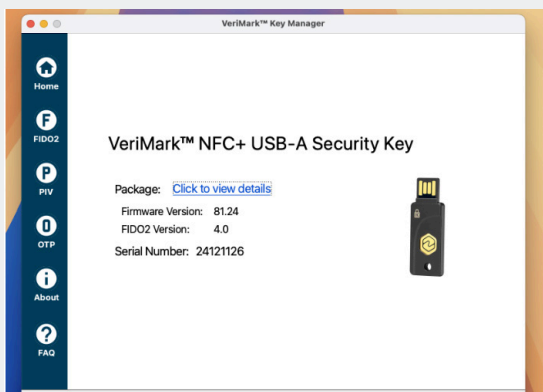 VeriMark™ Key Manager
Home
FIDO2
PIV
OTP
About
FAQ
VeriMark™ NFC+ USB-A Security Key
Package: Click to view details
Firmware Version: 81.24
FIDO2 Version: 4.0
Serial Number: 24121126